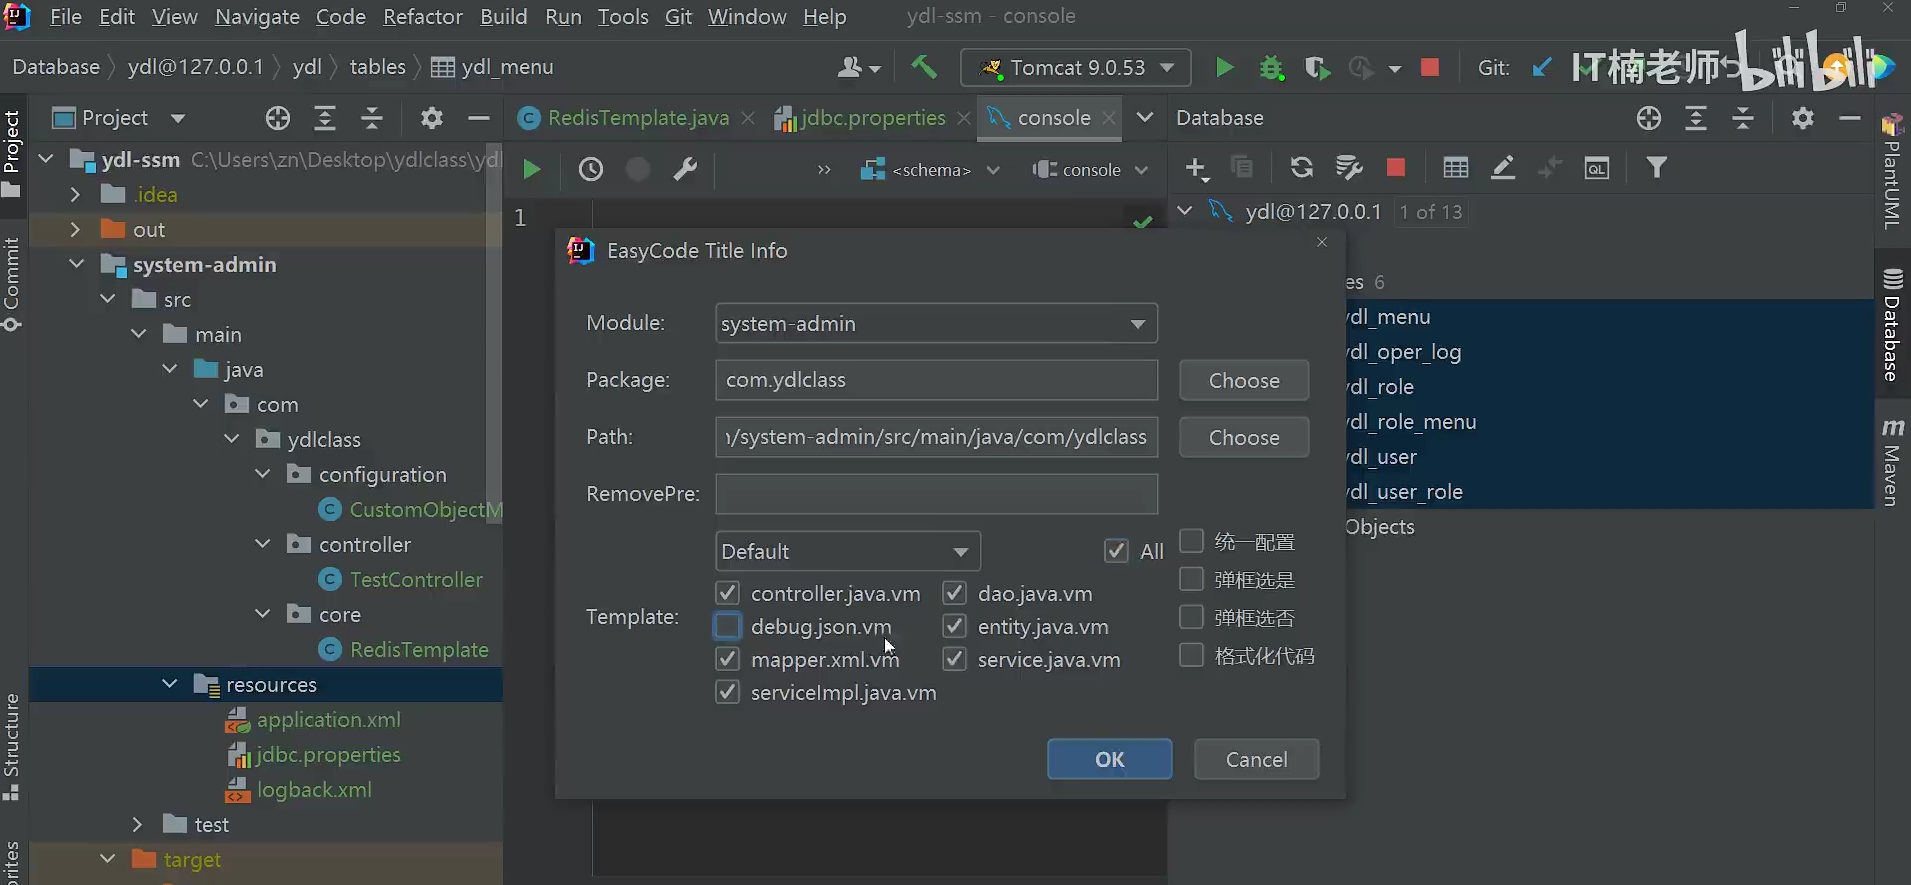 File Edit View Navigate Code Refactor Build Run Tools Git Window Help ydl-ssm - console
Database ydl@127.0.0.1 ydl tables ydl_menu Tomcat 9.0.53 Git: IT楠老师 bilibili
Project RedisTemplate.java jdbc.properties console Database
Project
Commit
Structure
PlantUML
Database
m Maven
ydl-ssm C:\Users\zn\Desktop\ydlclass\yd
.idea
out
system-admin
src
main
java
com
ydlclass
configuration
CustomObjectM
controller
TestController
core
RedisTemplate
resources
application.xml
jdbc.properties
logback.xml
test
target
<schema> console
1
QL
ydl@127.0.0.1 1 of 13
es 6
ydl_menu
ydl_oper_log
ydl_role
ydl_role_menu
ydl_user
ydl_user_role
Objects
EasyCode Title Info
Module: system-admin
Package: com.ydlclass Choose
Path: /system-admin/src/main/java/com/ydlclass Choose
RemovePre:
Default All 统一配置
Template:
controller.java.vm dao.java.vm 弹框选是
debug.json.vm entity.java.vm 弹框选否
mapper.xml.vm service.java.vm 格式化代码
serviceImpl.java.vm
OK Cancel